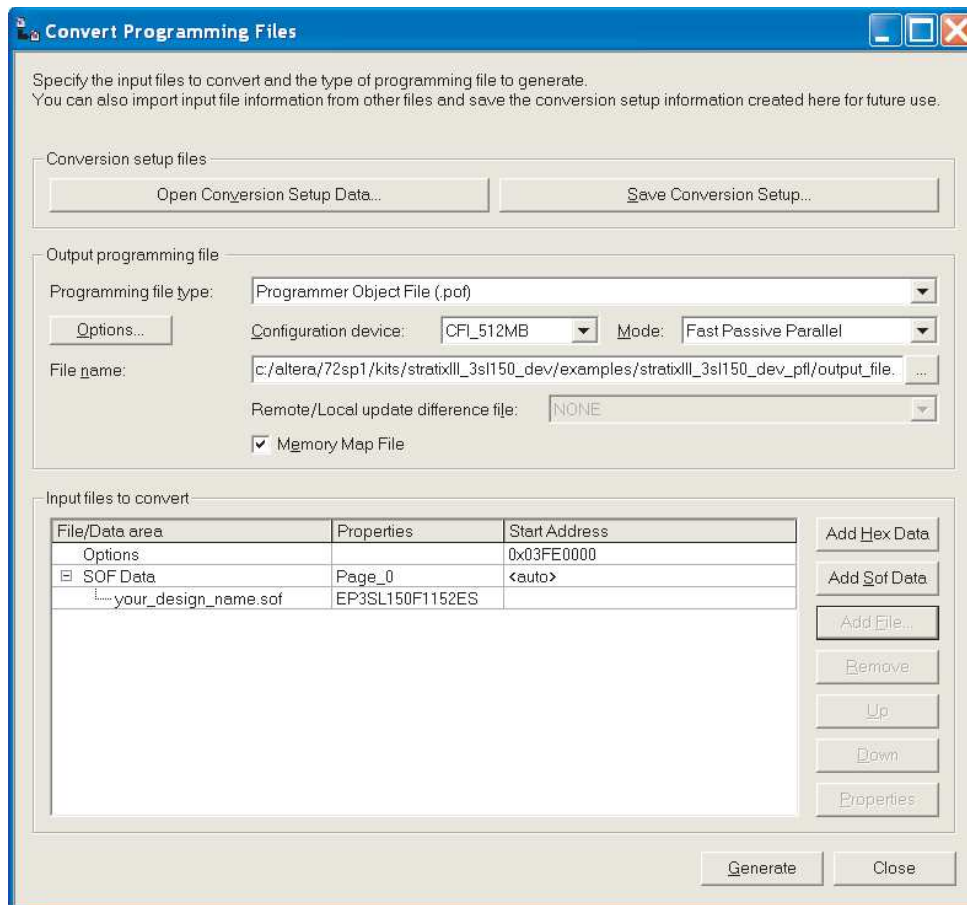 Convert Programming Files
Specify the input files to convert and the type of programming file to generate.
You can also import input file information from other files and save the conversion setup information created here for future use.
Conversion setup files
Open Conversion Setup Data... Save Conversion Setup...
Output programming file
Programming file type: Programmer Object File (.pof)
Options... Configuration device: CFI_512MB Mode: Fast Passive Parallel
File name: c:/altera/72sp1/kits/stratixIII_3sl150_dev/examples/stratixIII_3sl150_dev_pfl/output_file. ...
Remote/Local update difference file: NONE
Memory Map File
Input files to convert
File/Data area Properties Start Address
Options 0x03FE0000
SOF Data Page_0 <auto>
your_design_name.sof EP3SL150F1152ES
Add Hex Data
Add Sof Data
Add File...
Remove
Up
Down
Properties
Generate Close